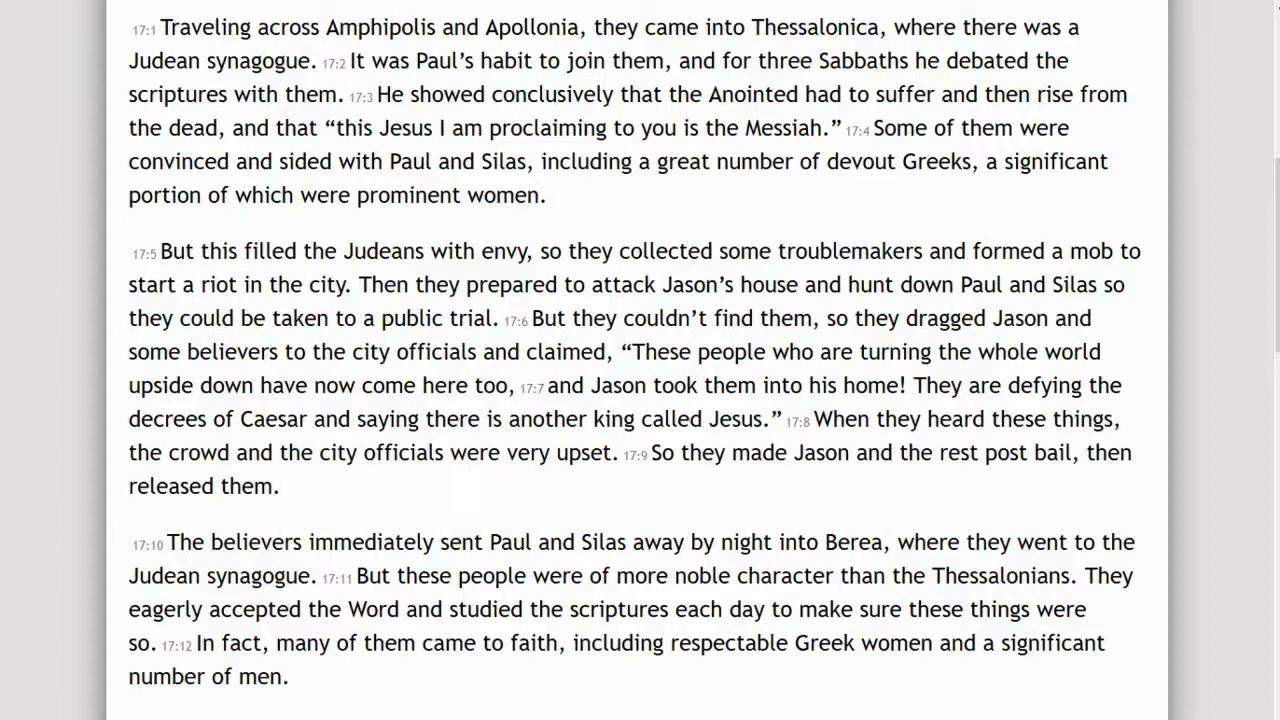 17:1 Traveling across Amphipolis and Apollonia, they came into Thessalonica, where there was a
Judean synagogue. 17:2 It was Paul’s habit to join them, and for three Sabbaths he debated the
scriptures with them. 17:3 He showed conclusively that the Anointed had to suffer and then rise from
the dead, and that “this Jesus I am proclaiming to you is the Messiah.” 17:4 Some of them were
convinced and sided with Paul and Silas, including a great number of devout Greeks, a significant
portion of which were prominent women.
17:5 But this filled the Judeans with envy, so they collected some troublemakers and formed a mob to
start a riot in the city. Then they prepared to attack Jason’s house and hunt down Paul and Silas so
they could be taken to a public trial. 17:6 But they couldn’t find them, so they dragged Jason and
some believers to the city officials and claimed, “These people who are turning the whole world
upside down have now come here too, 17:7 and Jason took them into his home! They are defying the
decrees of Caesar and saying there is another king called Jesus.” 17:8 When they heard these things,
the crowd and the city officials were very upset. 17:9 So they made Jason and the rest post bail, then
released them.
17:10 The believers immediately sent Paul and Silas away by night into Berea, where they went to the
Judean synagogue. 17:11 But these people were of more noble character than the Thessalonians. They
eagerly accepted the Word and studied the scriptures each day to make sure these things were
so. 17:12 In fact, many of them came to faith, including respectable Greek women and a significant
number of men.